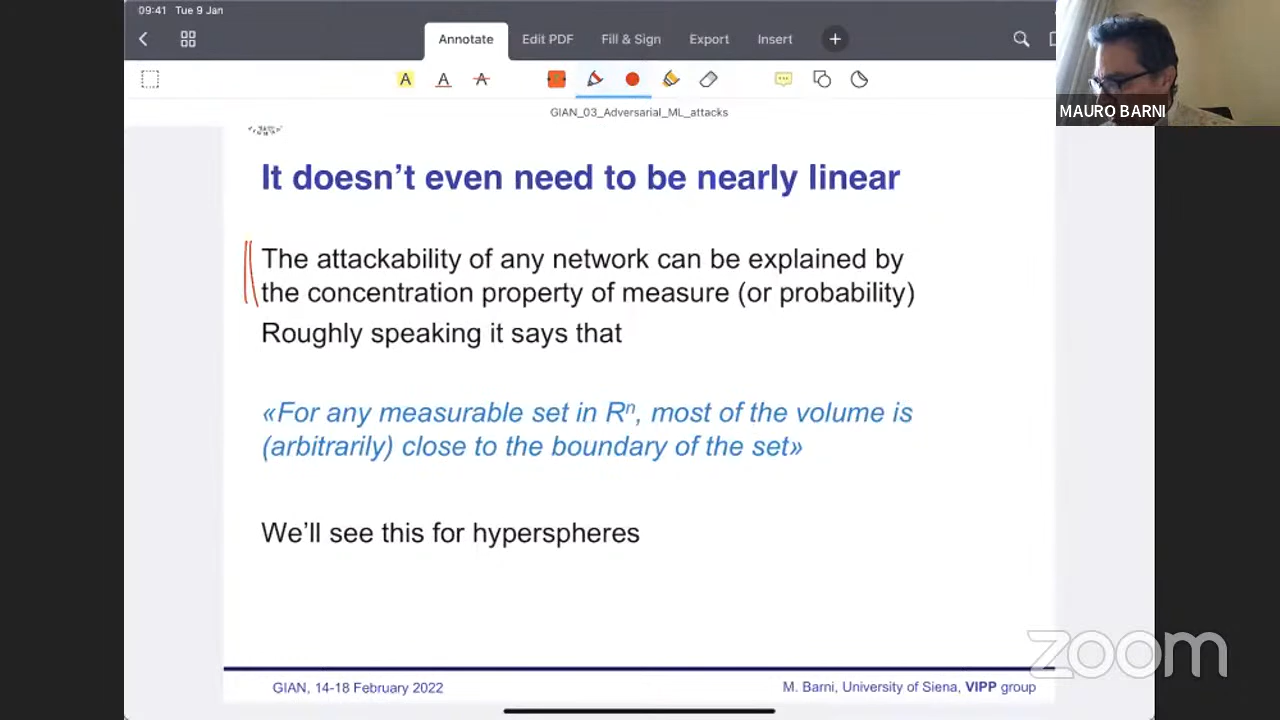 09:41 Tue 9 Jan
Annotate
Edit PDF
Fill & Sign
Export
Insert
A A A
GIAN_03_Adversarial_ML_attacks
MAURO BARNI
It doesn't even need to be nearly linear
The attackability of any network can be explained by
the concentration property of measure (or probability)
Roughly speaking it says that
«For any measurable set in Rⁿ, most of the volume is
(arbitrarily) close to the boundary of the set»
We'll see this for hyperspheres
zoom
GIAN, 14-18 February 2022
M. Barni, University of Siena, VIPP group